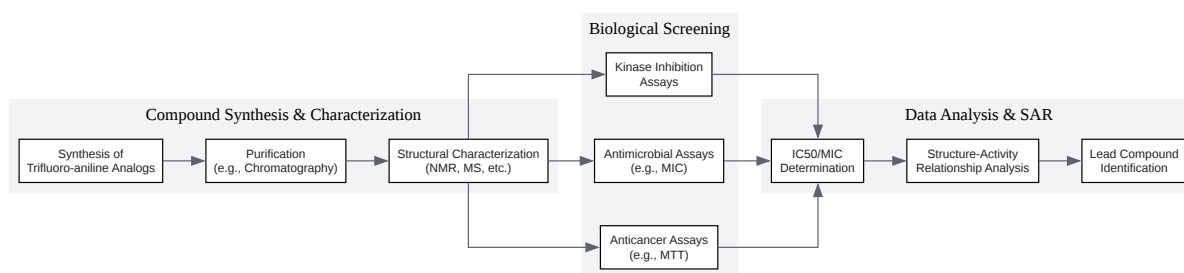 Compound Synthesis & Characterization
Synthesis of
Trifluoro-aniline Analogs
Purification
(e.g., Chromatography)
Structural Characterization
(NMR, MS, etc.)
Biological Screening
Kinase Inhibition
Assays
Antimicrobial Assays
(e.g., MIC)
Anticancer Assays
(e.g., MTT)
Data Analysis & SAR
IC50/MIC
Determination
Structure-Activity
Relationship Analysis
Lead Compound
Identification